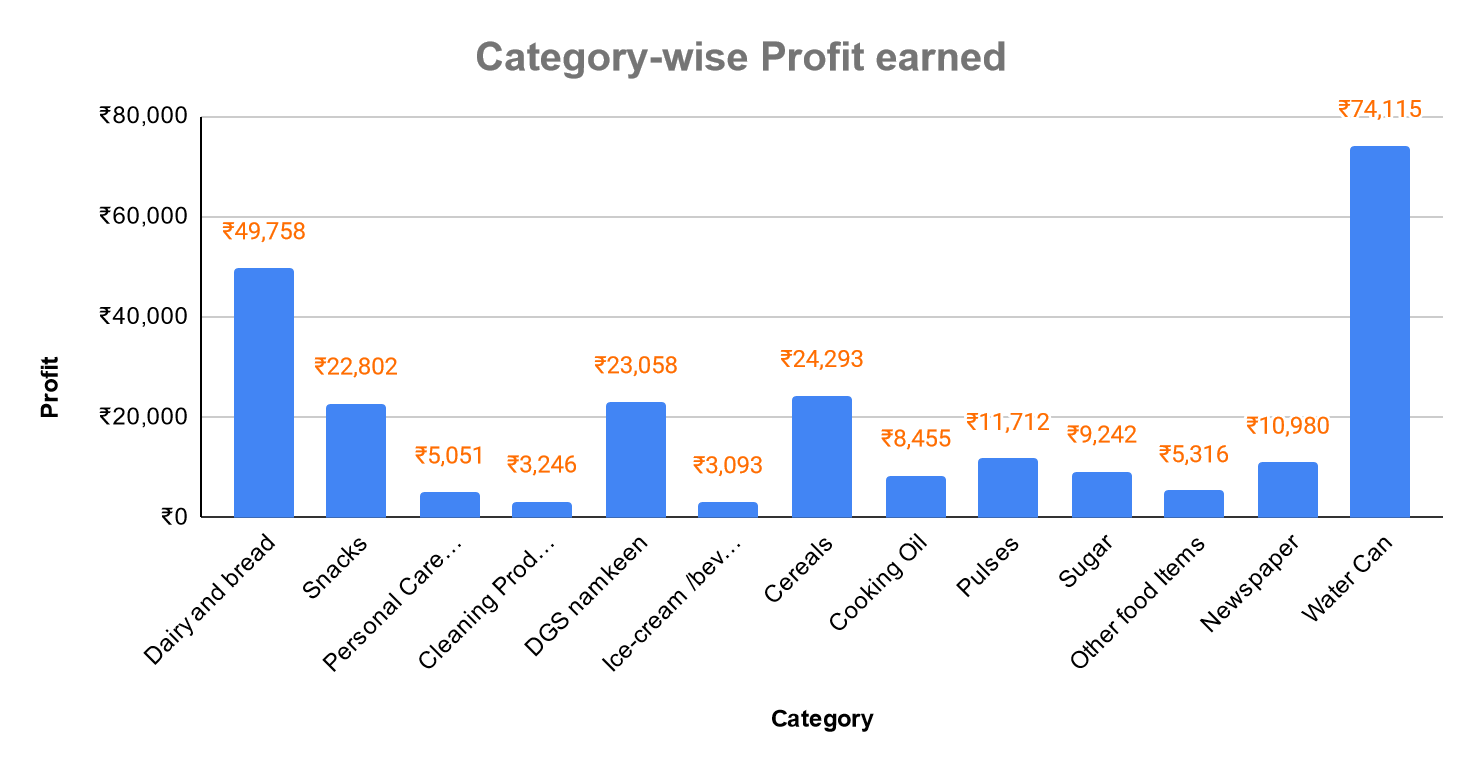 Category-wise Profit earned
₹80,000
₹60,000
₹40,000
₹20,000
₹0
Profit
₹49,758
₹22,802
₹5,051
₹3,246
₹23,058
₹3,093
₹24,293
₹8,455
₹11,712
₹9,242
₹5,316
₹10,980
₹74,115
Dairy and bread
Snacks
Personal Care...
Cleaning Prod...
DGS namkeen
Ice-cream /bev...
Cereals
Cooking Oil
Pulses
Sugar
Other food Items
Newspaper
Water Can
Category